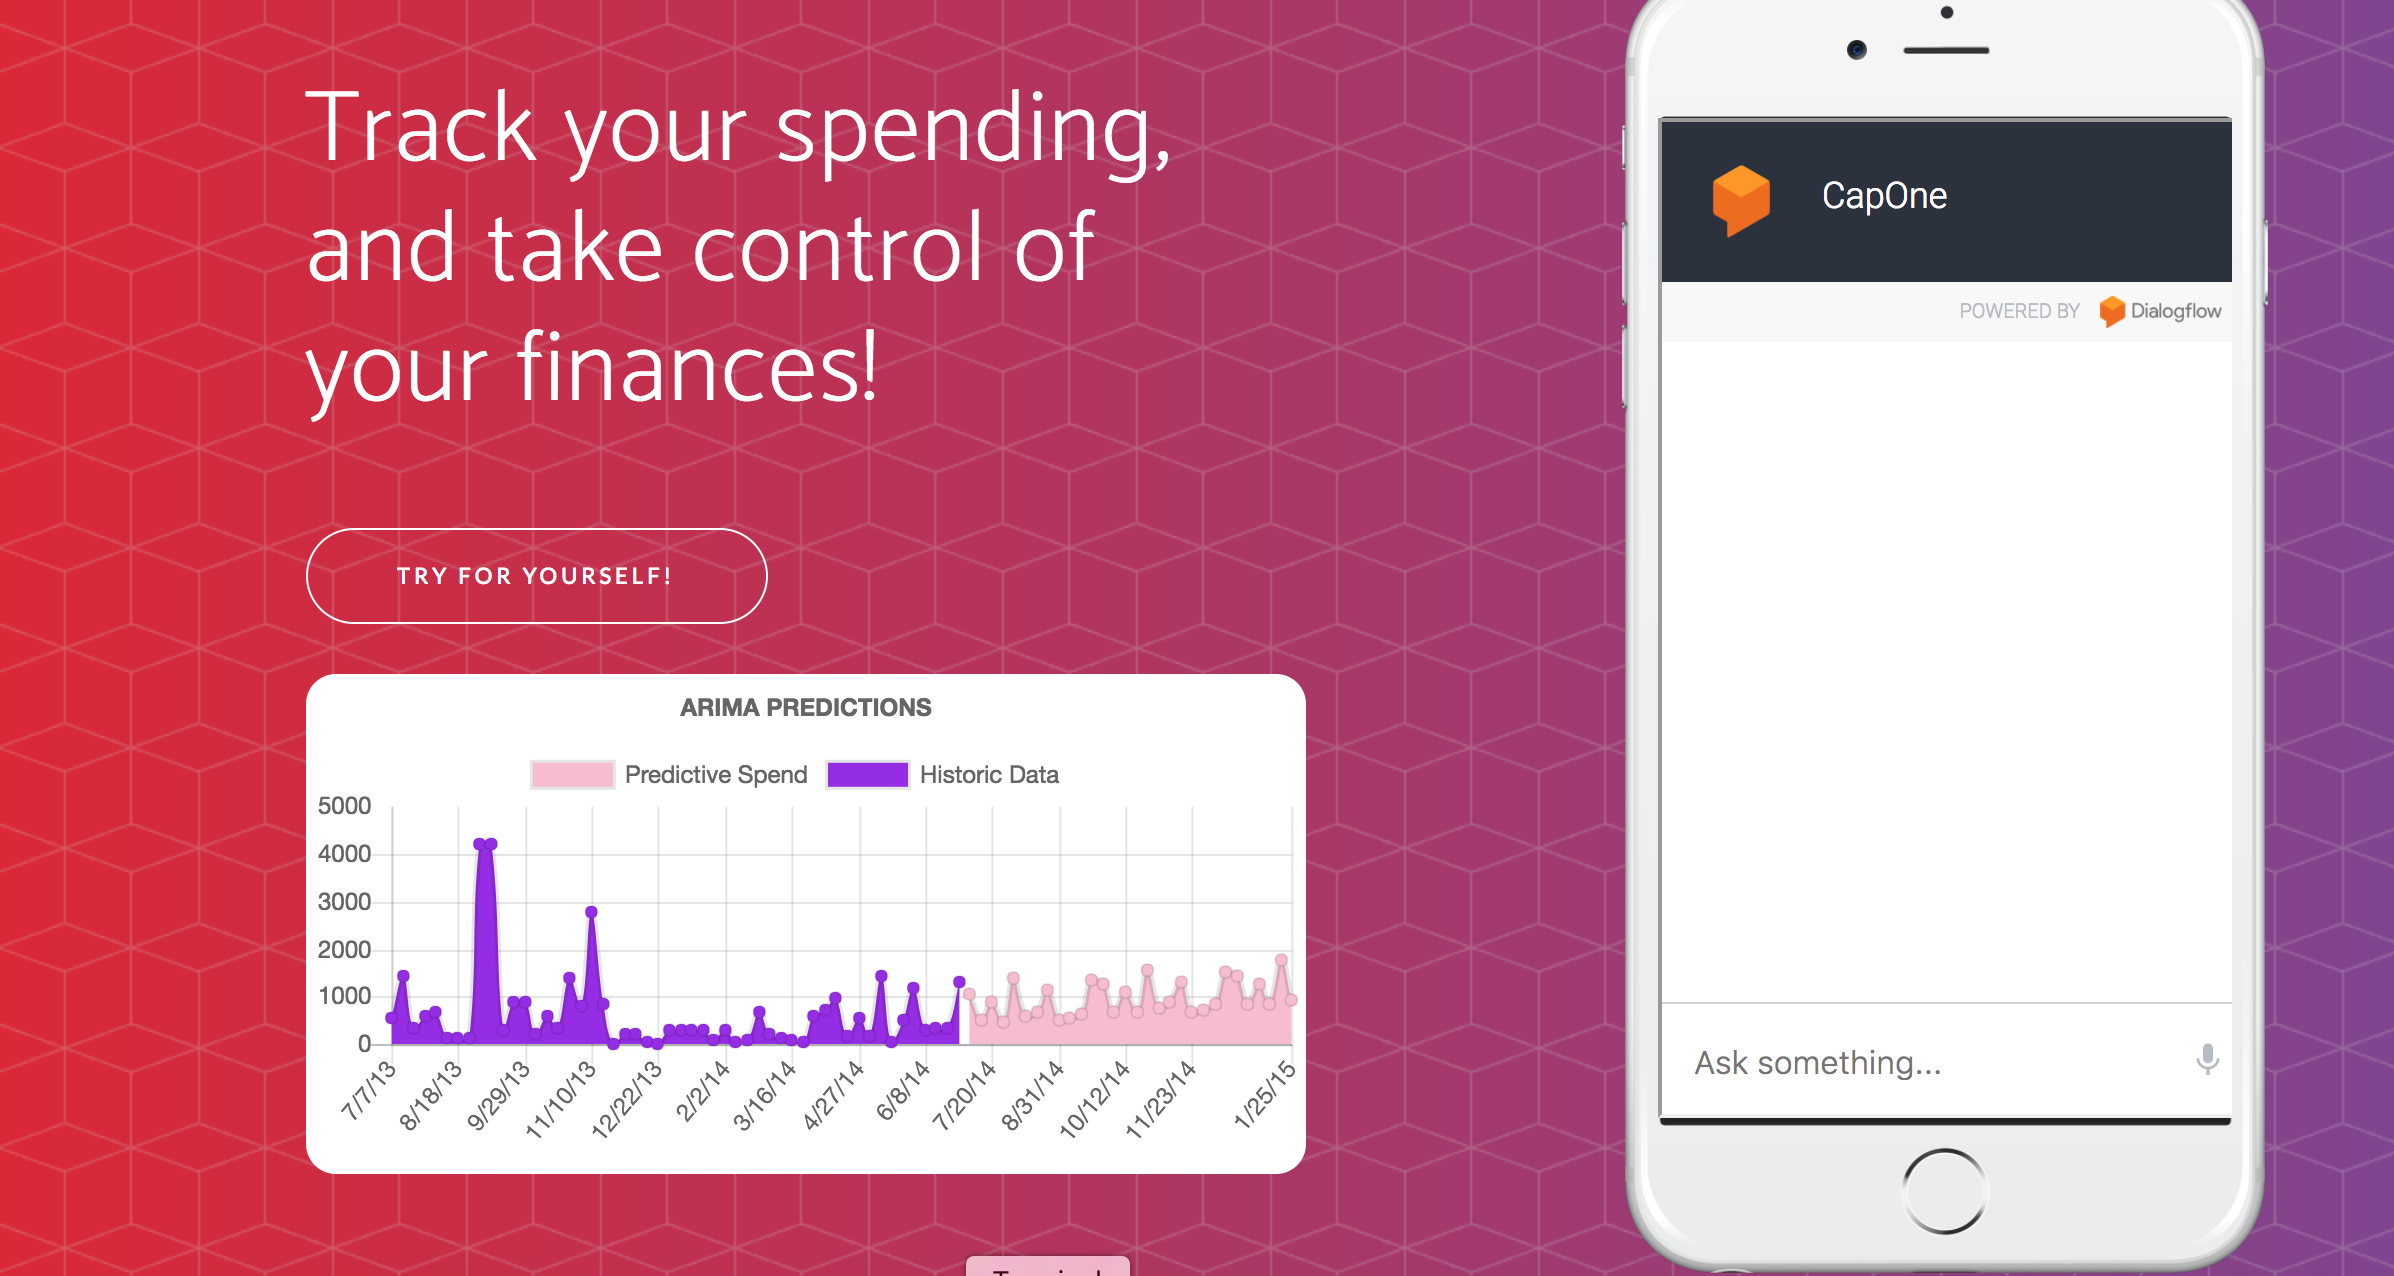 Track your spending,
and take control of
your finances!
TRY FOR YOURSELF!
ARIMA PREDICTIONS
Predictive Spend Historic Data
5000
4000
3000
2000
1000
0
7/7/13 8/18/13 9/29/13 11/10/13 12/22/13 2/2/14 3/16/14 4/27/14 6/8/14 7/20/14 8/31/14 10/12/14 11/23/14 1/25/15
CapOne
POWERED BY Dialogflow
Ask something...